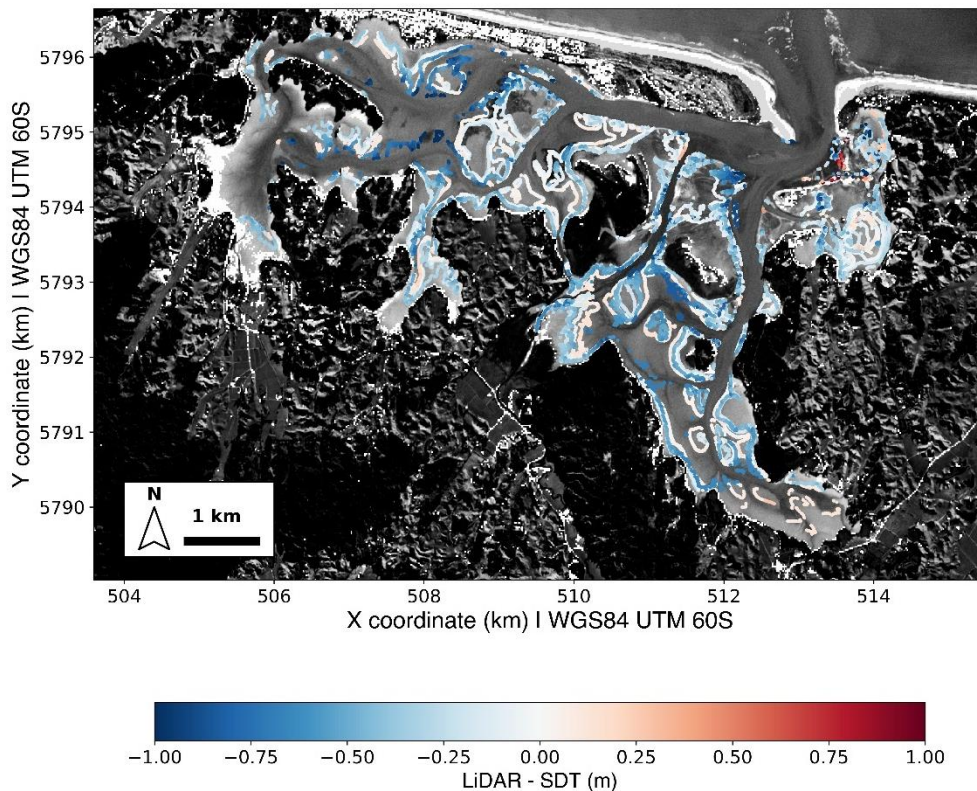 5796
5795
5794
5793
5792
5791
5790
Y coordinate (km) I WGS84 UTM 60S
N
1 km
504 506 508 510 512 514
X coordinate (km) I WGS84 UTM 60S
−1.00 −0.75 −0.50 −0.25 0.00 0.25 0.50 0.75 1.00
LiDAR - SDT (m)